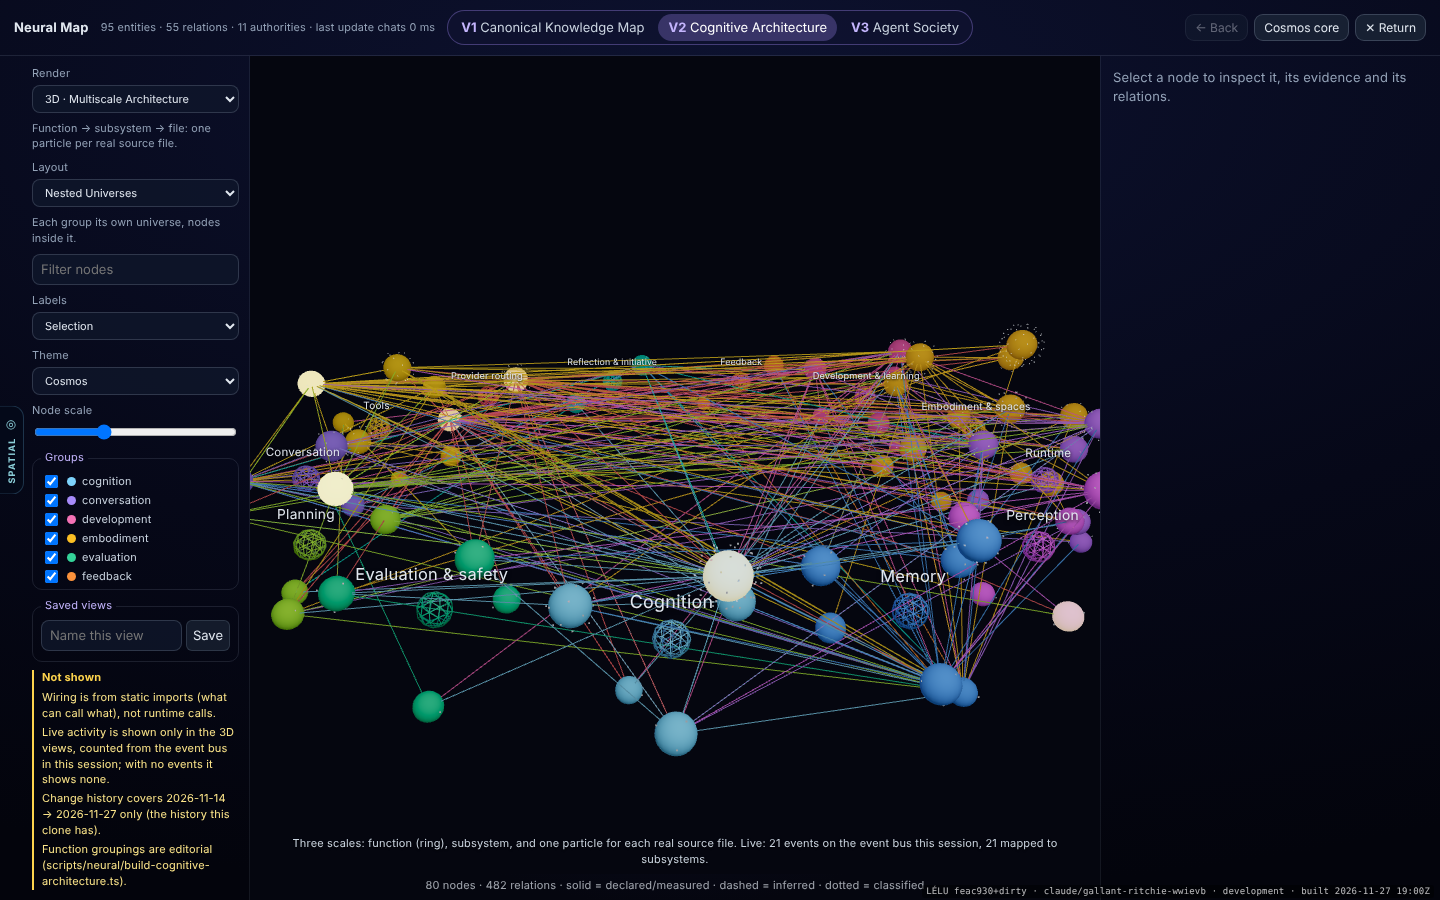 Neural Map
95 entities · 55 relations · 11 authorities · last update chats 0 ms
V1 Canonical Knowledge Map
V2 Cognitive Architecture
V3 Agent Society
← Back
Cosmos core
✕ Return
Render
3D · Multiscale Architecture
Function → subsystem → file: one
particle per real source file.
Layout
Nested Universes
Each group its own universe, nodes
inside it.
Filter nodes
Labels
Selection
Theme
Cosmos
Node scale
Groups
cognition
conversation
development
embodiment
evaluation
feedback
Saved views
Name this view
Save
Not shown
Wiring is from static imports (what
can call what), not runtime calls.
Live activity is shown only in the 3D
views, counted from the event bus
in this session; with no events it
shows none.
Change history covers 2026-11-14
→ 2026-11-27 only (the history this
clone has).
Function groupings are editorial
(scripts/neural/build-cognitive-
architecture.ts).
SPATIAL ◎
Reflection & initiative
Feedback
Provider routing
Development & learning
Tools
Embodiment & spaces
Conversation
Runtime
Planning
Perception
Evaluation & safety
Memory
Cognition
Three scales: function (ring), subsystem, and one particle for each real source file. Live: 21 events on the event bus this session, 21 mapped to
subsystems.
80 nodes · 482 relations · solid = declared/measured · dashed = inferred · dotted = classified
Select a node to inspect it, its evidence and its
relations.
LÉLU feac930+dirty · claude/gallant-ritchie-wwievb · development · built 2026-11-27 19:00Z